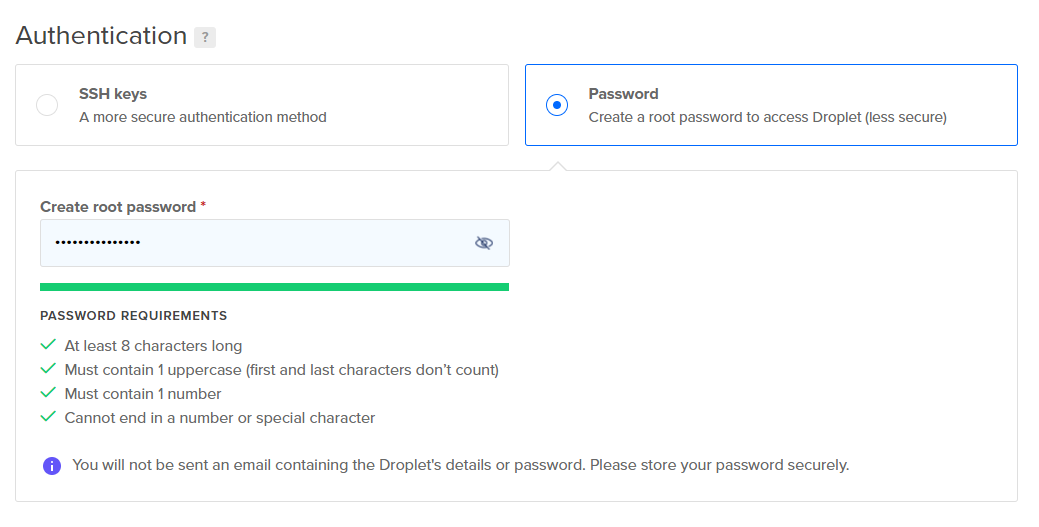 Authentication ?
SSH keys
A more secure authentication method
Password
Create a root password to access Droplet (less secure)
Create root password *
•••••••••••••••
PASSWORD REQUIREMENTS
At least 8 characters long
Must contain 1 uppercase (first and last characters don’t count)
Must contain 1 number
Cannot end in a number or special character
You will not be sent an email containing the Droplet's details or password. Please store your password securely.